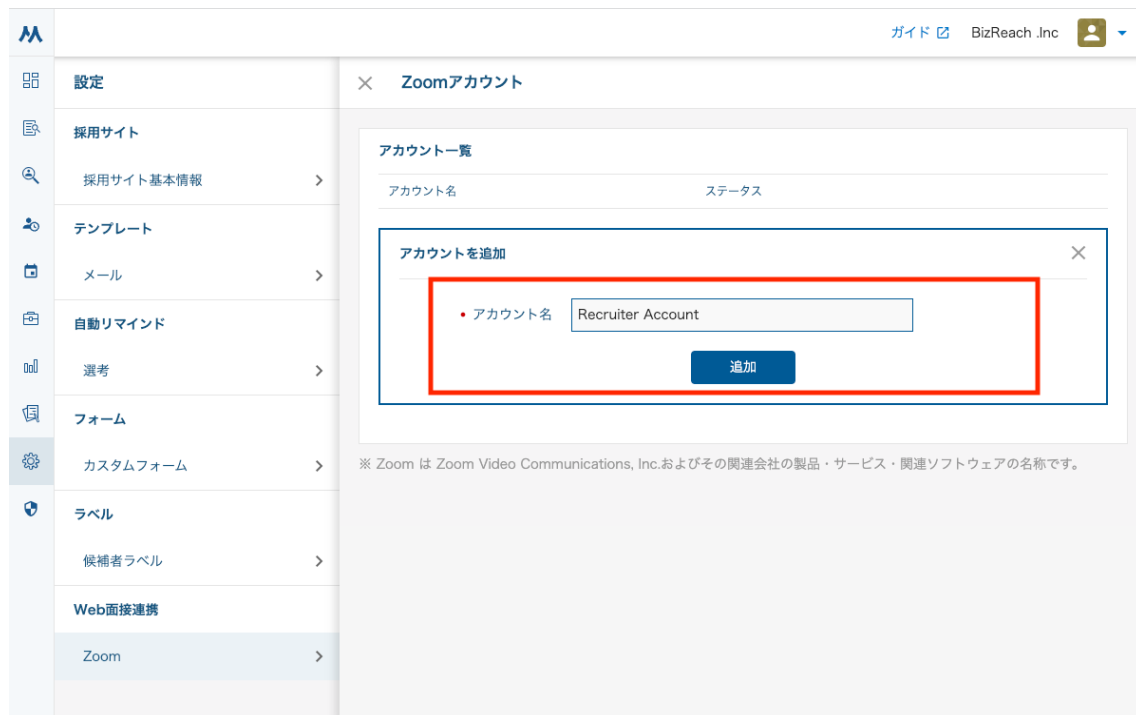 ガイド BizReach .Inc
設定
採用サイト
採用サイト基本情報
テンプレート
メール
自動リマインド
選考
フォーム
カスタムフォーム
ラベル
候補者ラベル
Web面接連携
Zoom
Zoomアカウント
アカウント一覧
アカウント名 ステータス
アカウントを追加
• アカウント名 Recruiter Account
追加
※ Zoom は Zoom Video Communications, Inc.およびその関連会社の製品・サービス・関連ソフトウェアの名称です。